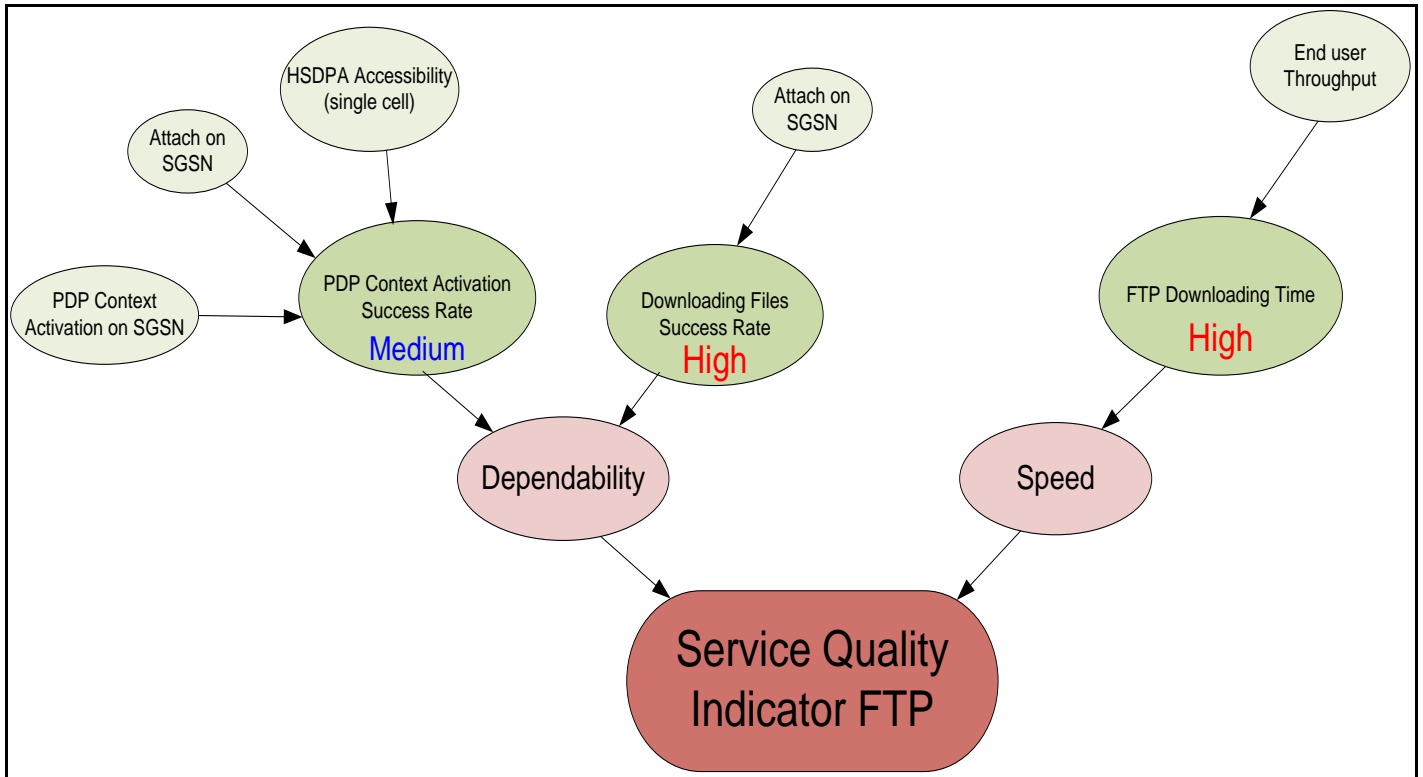 HSDPA Accessibility
(single cell)
End user
Throughput
Attach on
SGSN
Attach on
SGSN
PDP Context
Activation on SGSN
PDP Context Activation
Success Rate
Medium
Downloading Files
Success Rate
High
FTP Downloading Time
High
Dependability
Speed
Service Quality
Indicator FTP